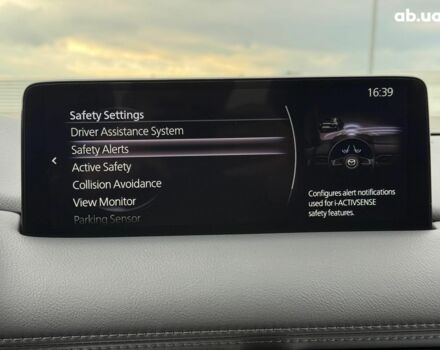 ab.ua
16:39
Safety Settings
Driver Assistance System
Safety Alerts
Active Safety
Collision Avoidance
View Monitor
Parking Sensor
Configures alert notifications
used for i-ACTIVSENSE
safety features.